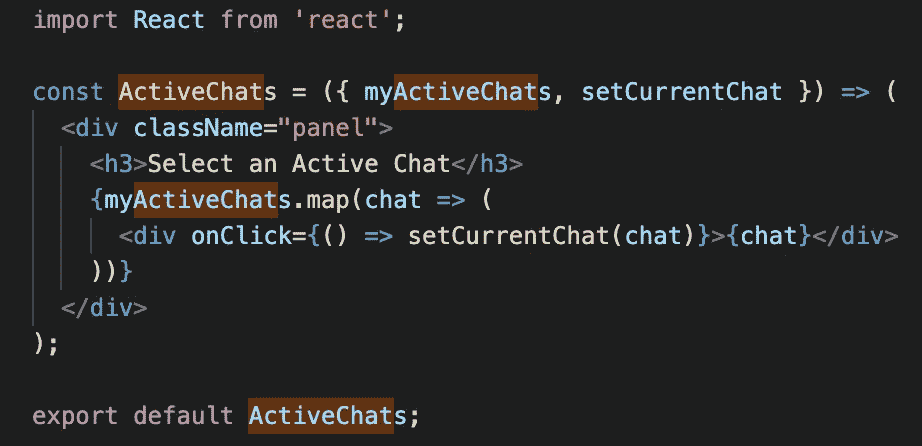 import React from 'react';
const ActiveChats = ({ myActiveChats, setCurrentChat }) => (
<div className="panel">
<h3>Select an Active Chat</h3>
{myActiveChats.map(chat => (
<div onClick={() => setCurrentChat(chat)}>{chat}</div>
))}
</div>
);
export default ActiveChats;